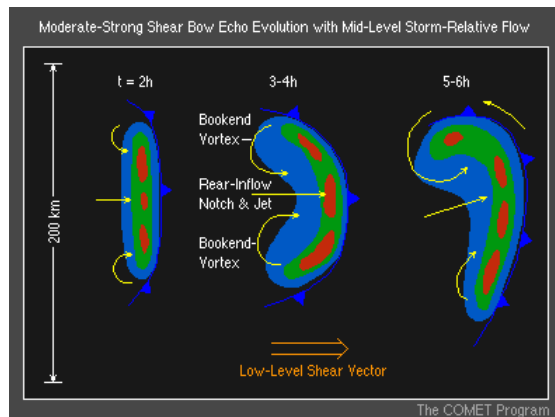 Moderate-Strong Shear Bow Echo Evolution with Mid-Level Storm-Relative Flow
t = 2h
3-4h
5-6h
Bookend
Vortex
Rear-Inflow
Notch & Jet
Bookend-
Vortex
200 km
Low-Level Shear Vector
The COMET Program